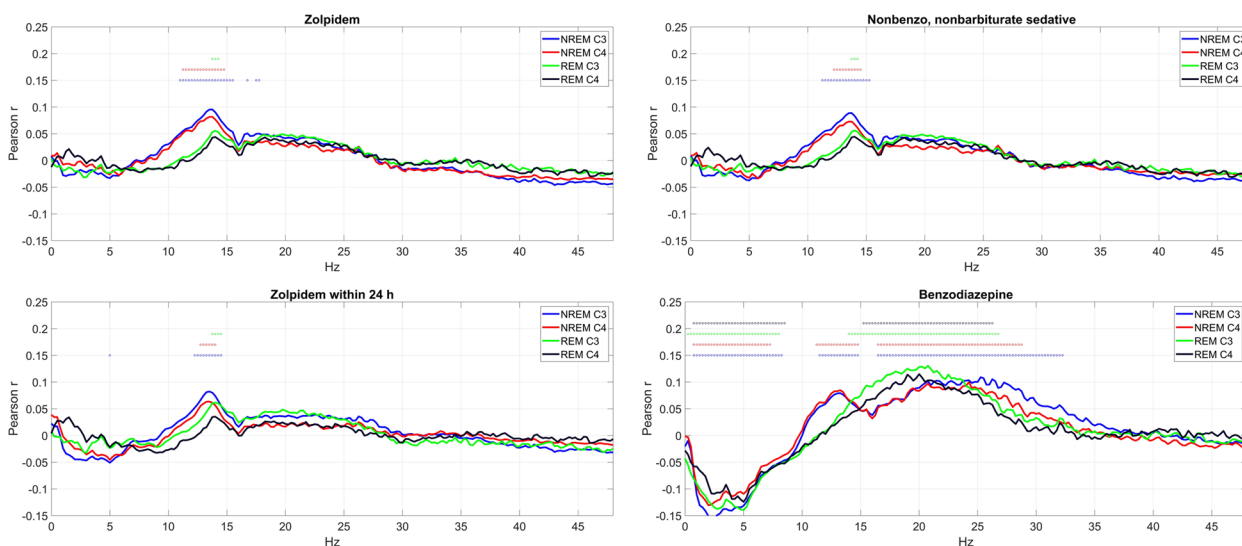 Zolpidem
0.25
0.2
0.15
0.1
0.05
0
-0.05
-0.1
-0.15
Pearson r
0 5 10 15 20 25 30 35 40 45
Hz
NREM C3
NREM C4
REM C3
REM C4
Nonbenzo, nonbarbiturate sedative
0.25
0.2
0.15
0.1
0.05
0
-0.05
-0.1
-0.15
Pearson r
0 5 10 15 20 25 30 35 40 45
Hz
NREM C3
NREM C4
REM C3
REM C4
Zolpidem within 24 h
0.25
0.2
0.15
0.1
0.05
0
-0.05
-0.1
-0.15
Pearson r
0 5 10 15 20 25 30 35 40 45
Hz
NREM C3
NREM C4
REM C3
REM C4
Benzodiazepine
0.25
0.2
0.15
0.1
0.05
0
-0.05
-0.1
-0.15
Pearson r
0 5 10 15 20 25 30 35 40 45
Hz
NREM C3
NREM C4
REM C3
REM C4